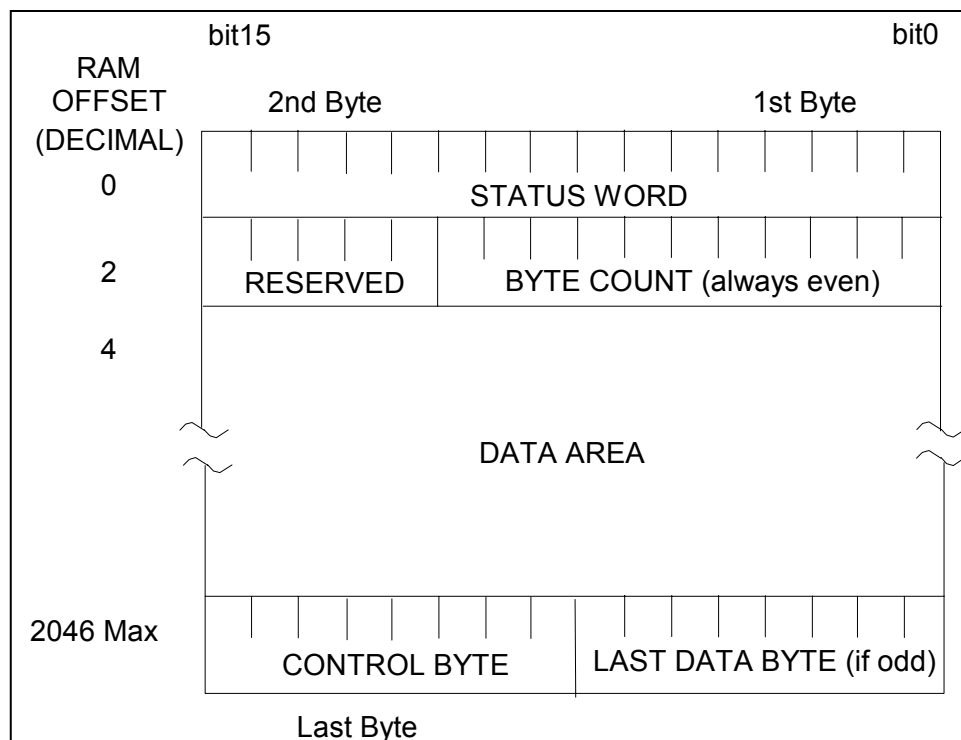 bit15 bit0
RAM
OFFSET
(DECIMAL)
2nd Byte 1st Byte
0 STATUS WORD
2 RESERVED BYTE COUNT (always even)
4
DATA AREA
2046 Max CONTROL BYTE LAST DATA BYTE (if odd)
Last Byte